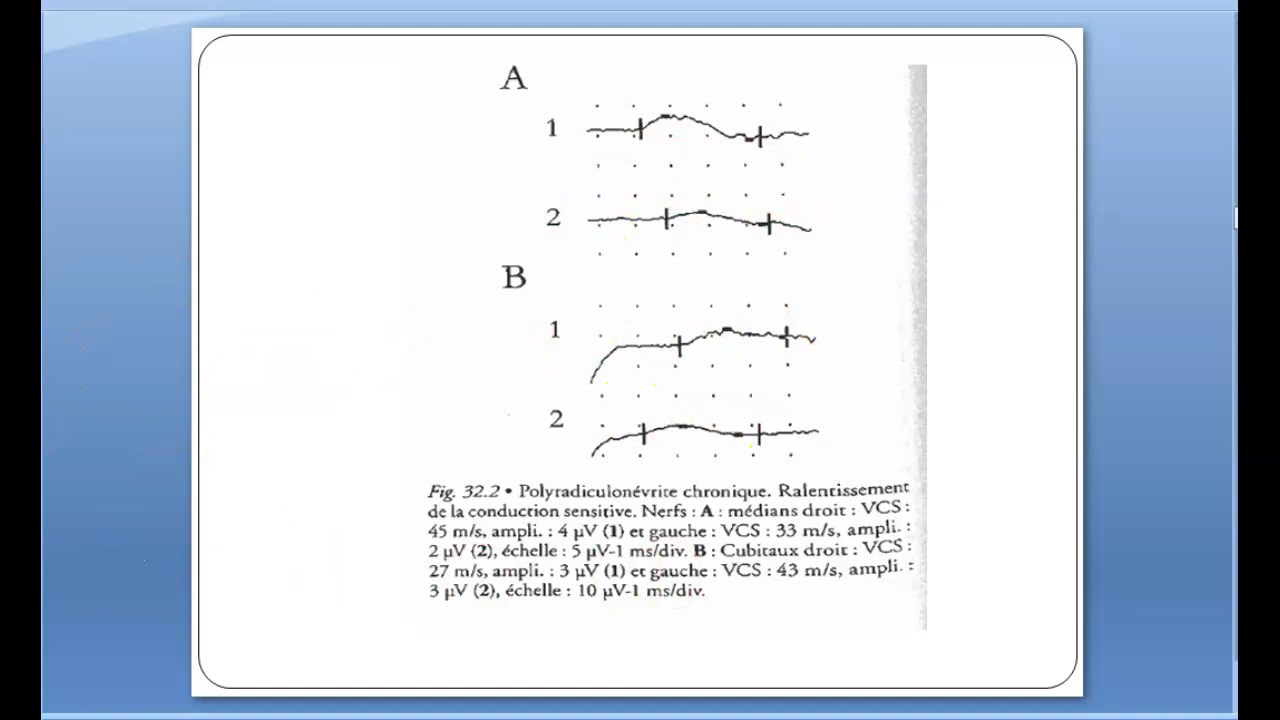 A
1
2
B
1
2
Fig. 32.2 • Polyradiculonévrite chronique. Ralentissement
de la conduction sensitive. Nerfs : A : médians droit : VCS :
45 m/s, ampli. : 4 µV (1) et gauche : VCS : 33 m/s, ampli. :
2 µV (2), échelle : 5 µV-1 ms/div. B : Cubitaux droit : VCS :
27 m/s, ampli. : 3 µV (1) et gauche : VCS : 43 m/s, ampli. :
3 µV (2), échelle : 10 µV-1 ms/div.